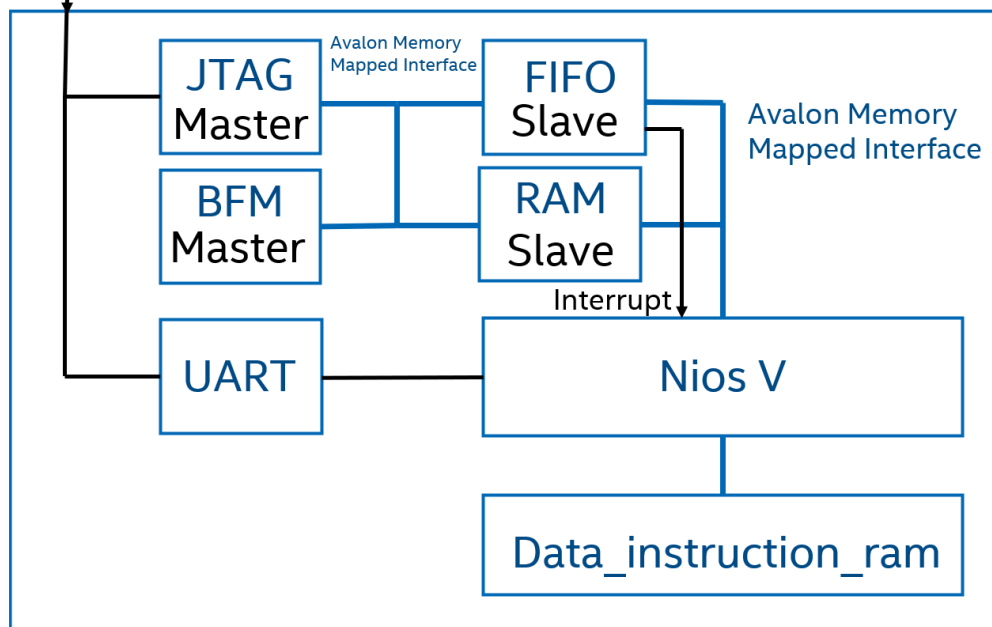 JTAG
Master
Avalon Memory
Mapped Interface
FIFO
Slave
Avalon Memory
Mapped Interface
BFM
Master
RAM
Slave
Interrupt
UART
Nios V
Data_instruction_ram